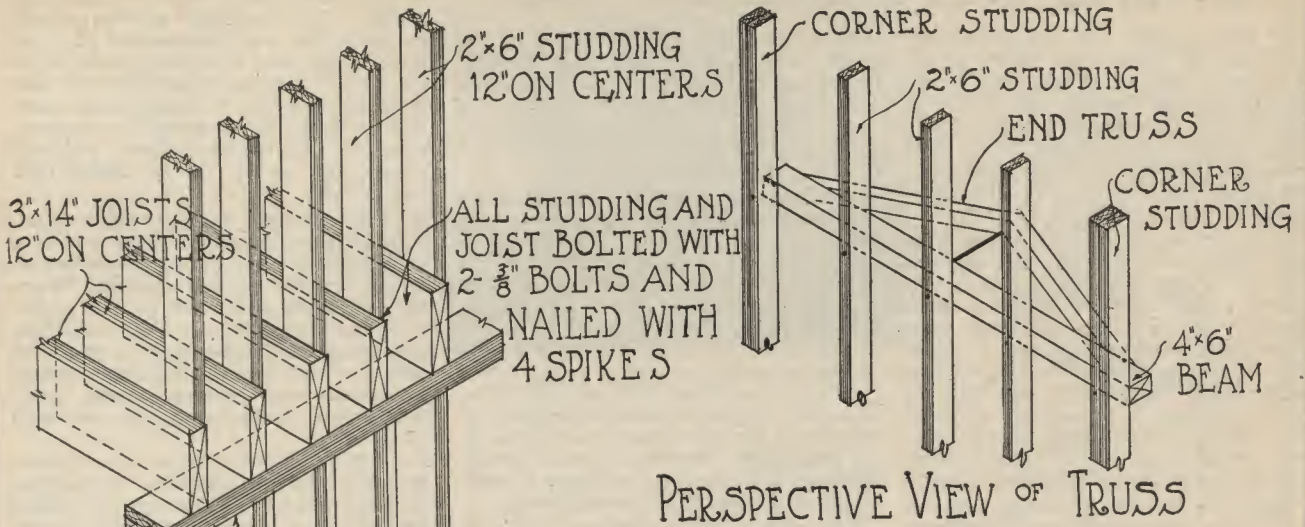 2"×6" STUDDING
12" ON CENTERS
3"×14" JOISTS
12" ON CENTERS
ALL STUDDING AND
JOIST BOLTED WITH
2- 3/8" BOLTS AND
NAILED WITH
4 SPIKES
CORNER STUDDING
2"×6" STUDDING
END TRUSS
CORNER
STUDDING
4"×6"
BEAM
PERSPECTIVE VIEW OF TRUSS